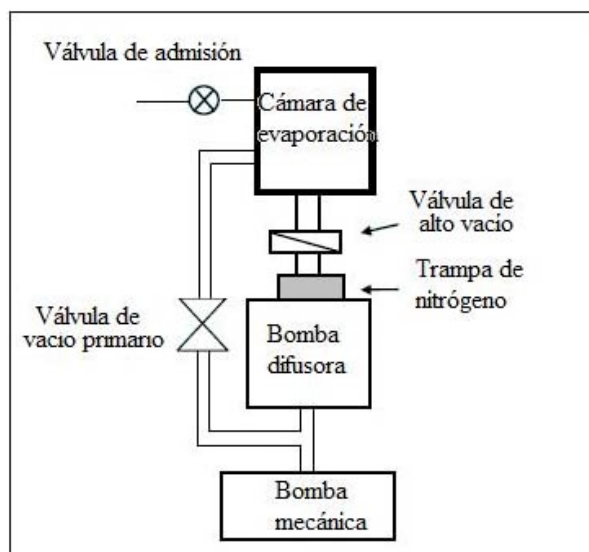 Válvula de admisión
Cámara de
evaporación
Válvula de
alto vacío
Trampa de
nitrógeno
Válvula de
vacio primario
Bomba
difusora
Bomba
mecánica